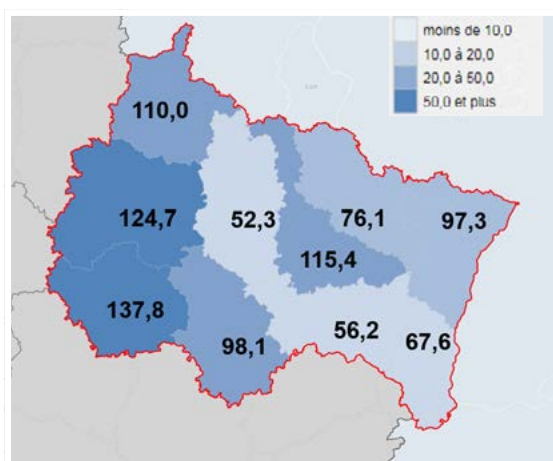 moins de 10,0
10,0 à 20,0
20,0 à 50,0
50,0 et plus
110,0
124,7
52,3
76,1
97,3
115,4
137,8
98,1
56,2
67,6